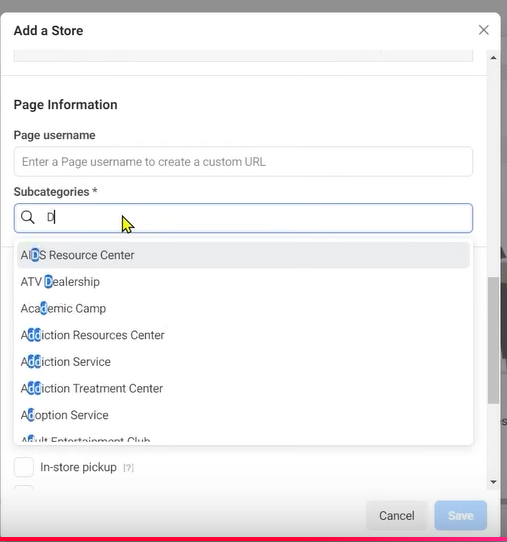 Add a Store
Page Information
Page username
Enter a Page username to create a custom URL
Subcategories *
D
AIDS Resource Center
ATV Dealership
Academic Camp
Addiction Resources Center
Addiction Service
Addiction Treatment Center
Adoption Service
Adult Entertainment Club
In-store pickup [?]
Cancel Save